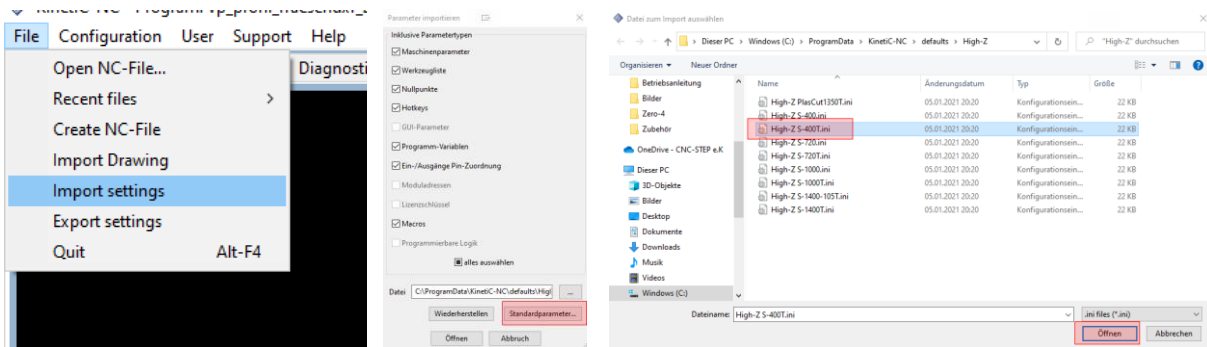 File Configuration User Support Help
Diagnosti
Open NC-File...
Recent files >
Create NC-File
Import Drawing
Import settings
Export settings
Quit Alt-F4
Parameter importieren
Inklusive Parametertypen
Maschinenparameter
Werkzeugliste
Nullpunkte
Hotkeys
GUI-Parameter
Programm-Variablen
Ein-/Ausgänge Pin-Zuordnung
Moduladressen
Lizenzschlüssel
Macros
Programmierbare Logik
alles auswählen
Datei C:\ProgramData\KinetiC-NC\defaults\Higl ...
Wiederherstellen Standardparameter...
Öffnen Abbruch
Datei zum Import auswählen
Dieser PC > Windows (C:) > ProgramData > KinetiC-NC > defaults > High-Z
"High-Z" durchsuchen
Organisieren Neuer Ordner
Betriebsanleitung
Bilder
Zero-4
Zubehör
OneDrive - CNC-STEP e.K
Dieser PC
3D-Objekte
Bilder
Desktop
Dokumente
Downloads
Musik
Videos
Windows (C:)
Name Änderungsdatum Typ Größe
High-Z PlasCut1350T.ini 05.01.2021 20:20 Konfigurationsein... 22 KB
High-Z S-400.ini 05.01.2021 20:20 Konfigurationsein... 22 KB
High-Z S-400T.ini 05.01.2021 20:20 Konfigurationsein... 22 KB
High-Z S-720.ini 05.01.2021 20:20 Konfigurationsein... 22 KB
High-Z S-720T.ini 05.01.2021 20:20 Konfigurationsein... 22 KB
High-Z S-1000.ini 05.01.2021 20:20 Konfigurationsein... 22 KB
High-Z S-1000T.ini 05.01.2021 20:20 Konfigurationsein... 22 KB
High-Z S-1400-105T.ini 05.01.2021 20:20 Konfigurationsein... 22 KB
High-Z S-1400T.ini 05.01.2021 20:20 Konfigurationsein... 22 KB
Dateiname: High-Z S-400T.ini .ini files (*.ini)
Öffnen Abbrechen